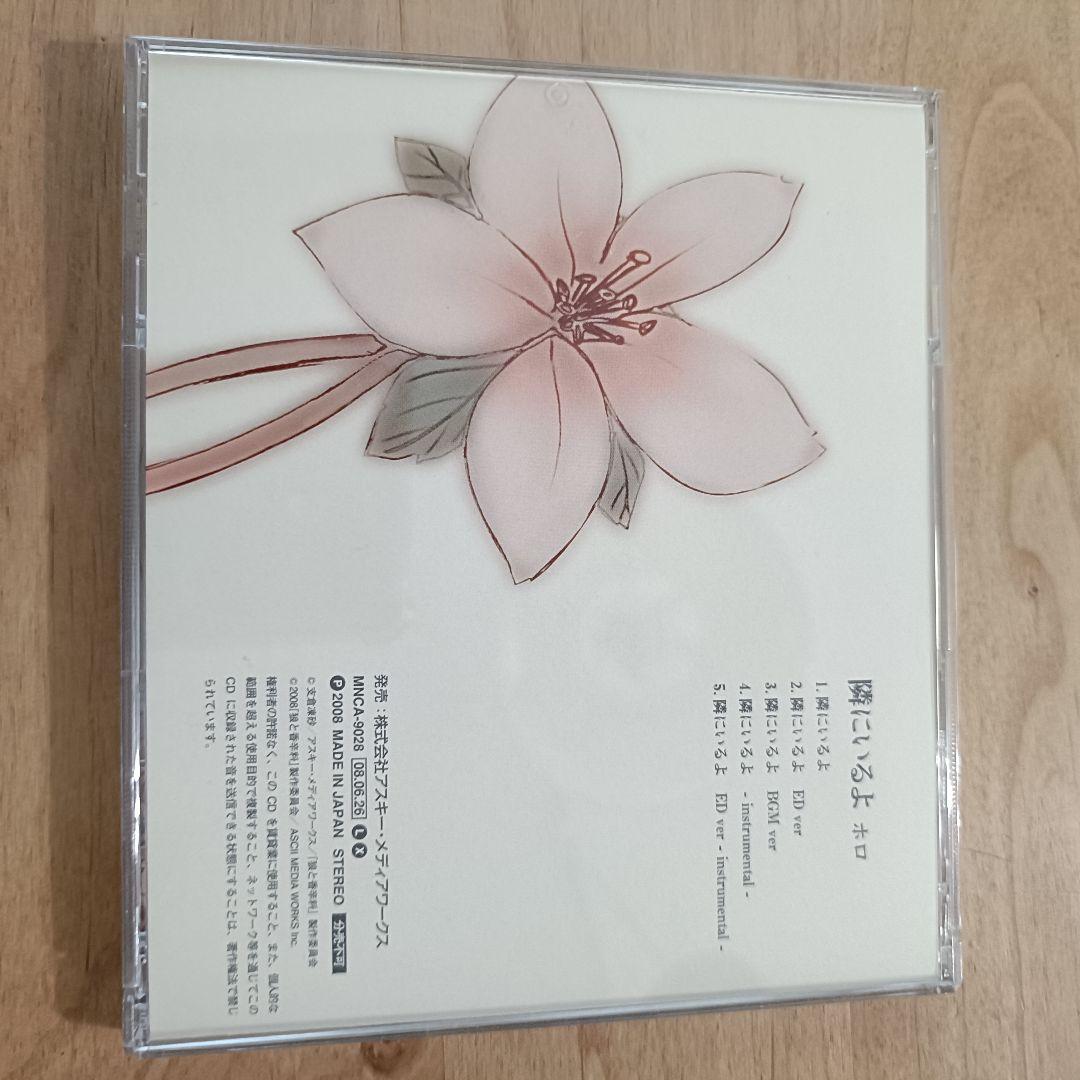 隣にいるよ ホロ
1. 隣にいるよ
2. 隣にいるよ ED ver
3. 隣にいるよ BGM ver
4. 隣にいるよ - instrumental -
5. 隣にいるよ ED ver - instrumental -
発売：株式会社アスキー・メディアワークス
MNCA-9028 08.06.26 L X
P 2008 MADE IN JAPAN STEREO 分売不可
© 支倉凍砂／アスキー・メディアワークス／「狼と香辛料」製作委員会
©2008「狼と香辛料」製作委員会／ASCII MEDIA WORKS Inc.
権利者の許諾なく、この CD を賃貸業に使用すること、また、個人的な
範囲を超える使用目的で複製すること、ネットワーク等を通じてこの
CD に収録された音を送信できる状態にすることは、著作権法で禁じ
られています。